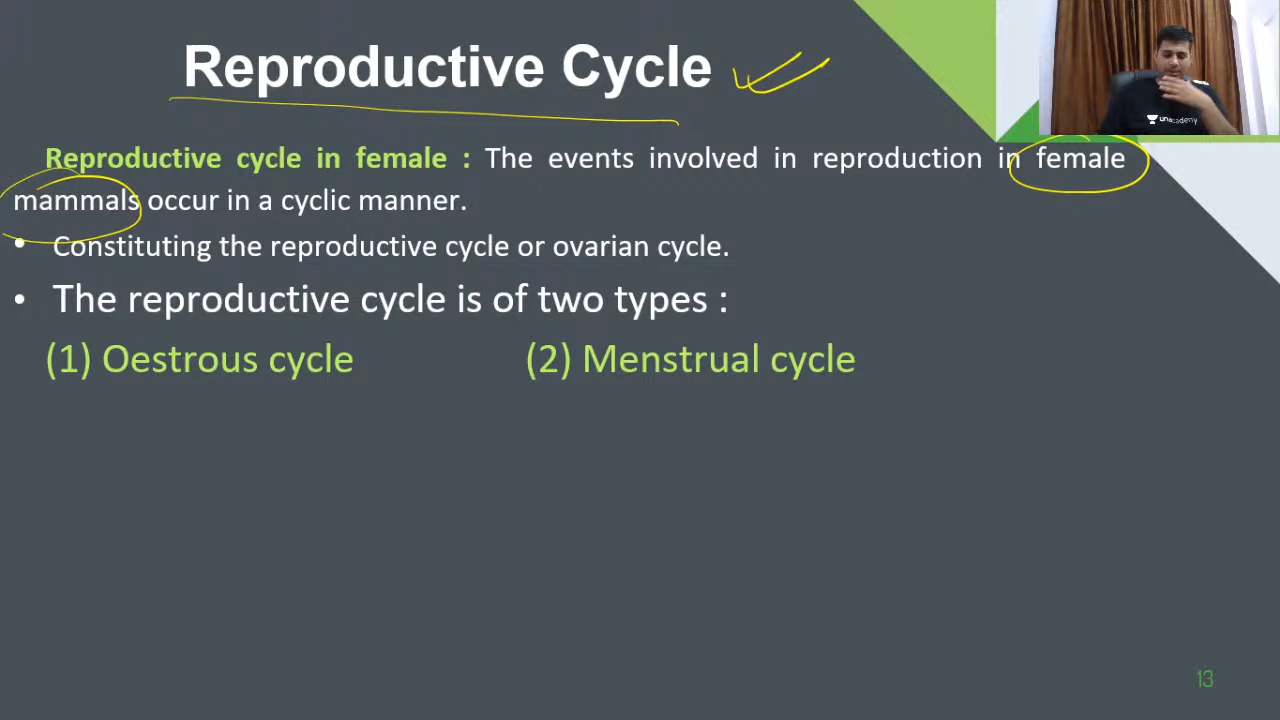 Reproductive Cycle
unacademy
Reproductive cycle in female : The events involved in reproduction in female
mammals occur in a cyclic manner.
• Constituting the reproductive cycle or ovarian cycle.
• The reproductive cycle is of two types :
(1) Oestrous cycle (2) Menstrual cycle
13